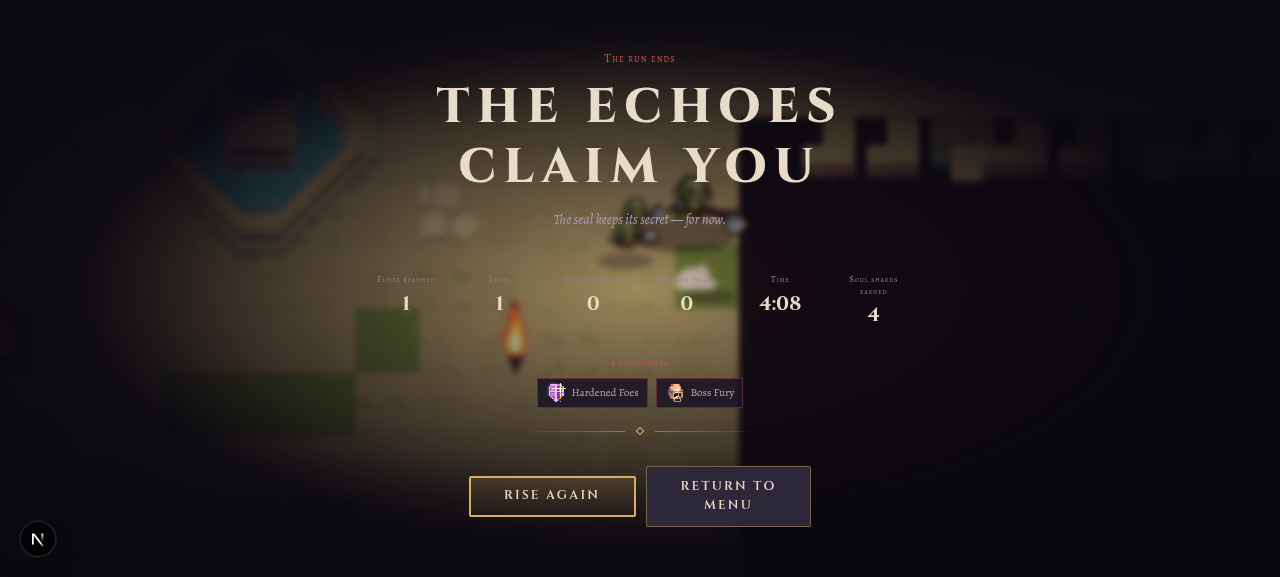 The run ends
THE ECHOES
CLAIM YOU
The seal keeps its secret — for now.
Floor reached
Level
Time
Soul shards
earned
1
1
0
0
4:08
4
Hardened Foes
Boss Fury
RISE AGAIN
RETURN TO
MENU
N